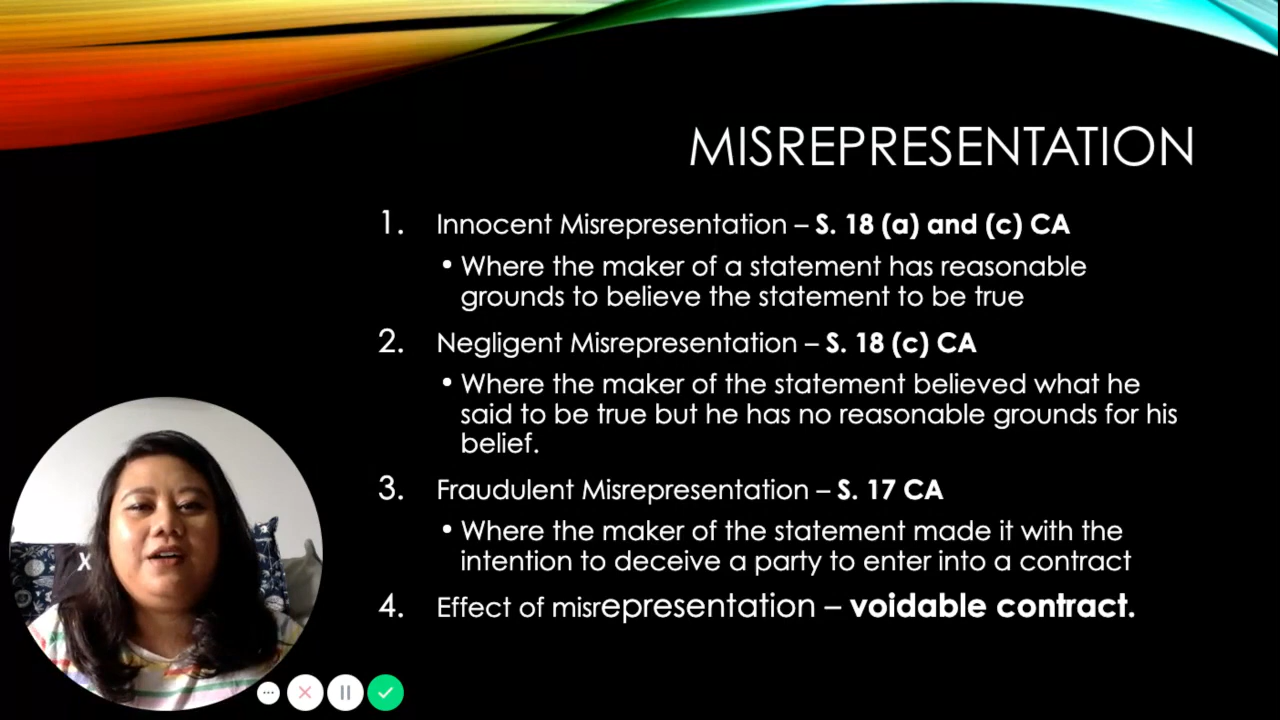 MISREPRESENTATION
1. Innocent Misrepresentation – S. 18 (a) and (c) CA
• Where the maker of a statement has reasonable
grounds to believe the statement to be true
2. Negligent Misrepresentation – S. 18 (c) CA
• Where the maker of the statement believed what he
said to be true but he has no reasonable grounds for his
belief.
3. Fraudulent Misrepresentation – S. 17 CA
• Where the maker of the statement made it with the
intention to deceive a party to enter into a contract
4. Effect of misrepresentation – voidable contract.
X